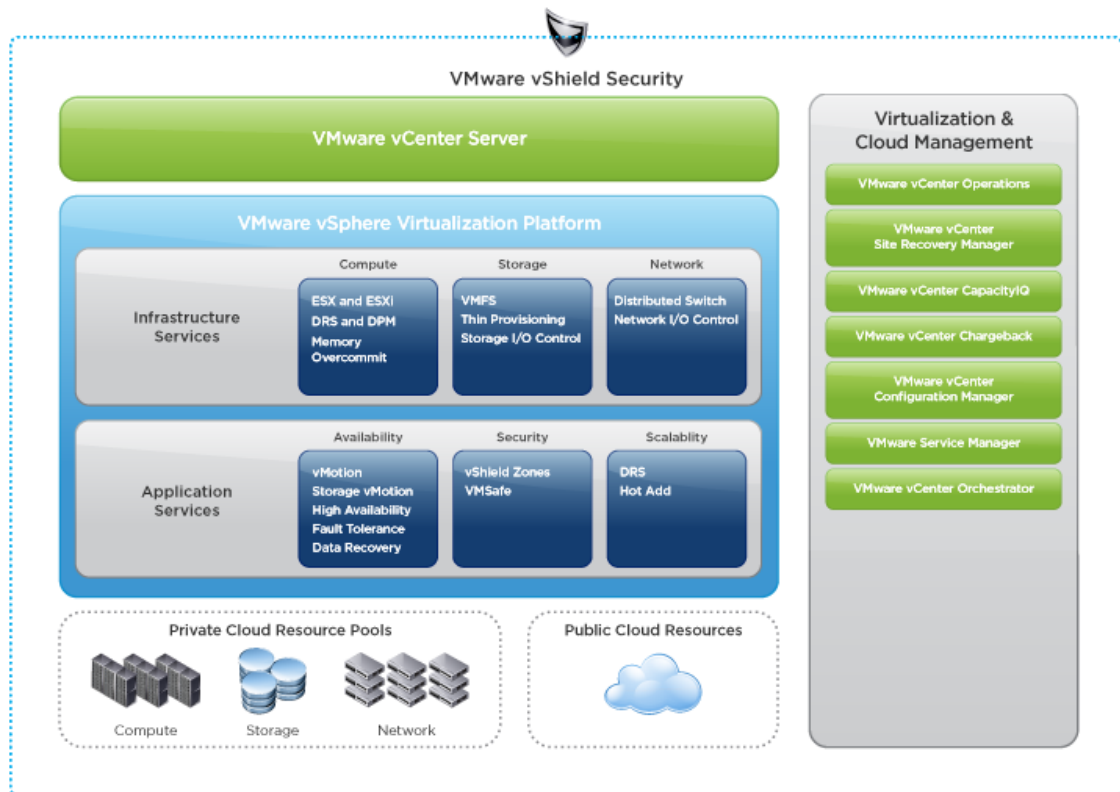 VMware vShield Security
VMware vCenter Server
VMware vSphere Virtualization Platform
Infrastructure
Services
Compute
ESX and ESXi
DRS and DPM
Memory
Overcommit
Storage
VMFS
Thin Provisioning
Storage I/O Control
Network
Distributed Switch
Network I/O Control
Application
Services
Availability
vMotion
Storage vMotion
High Availability
Fault Tolerance
Data Recovery
Security
vShield Zones
VMSafe
Scalablity
DRS
Hot Add
Private Cloud Resource Pools
Compute
Storage
Network
Public Cloud Resources
Virtualization &
Cloud Management
VMware vCenter Operations
VMware vCenter
Site Recovery Manager
VMware vCenter CapacityIQ
VMware vCenter Chargeback
VMware vCenter
Configuration Manager
VMware Service Manager
VMware vCenter Orchestrator